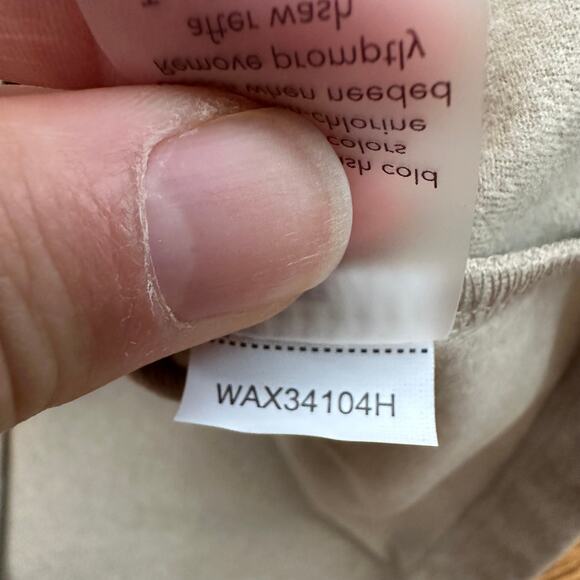 cold
colors
chlorine
when needed
Remove promptly
after wash
WAX34104H